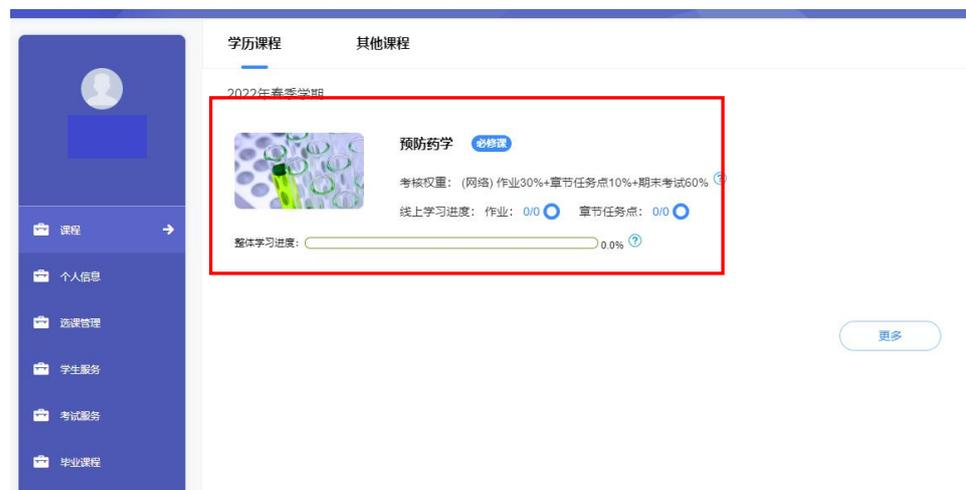 学历课程
其他课程
2022年春季学期
预防药学
必修课
考核权重： (网络) 作业30%+章节任务点10%+期末考试60%
线上学习进度： 作业： 0/0 章节任务点： 0/0
整体学习进度： 0.0%
课程
个人信息
选课管理
学生服务
考试服务
毕业课程
更多